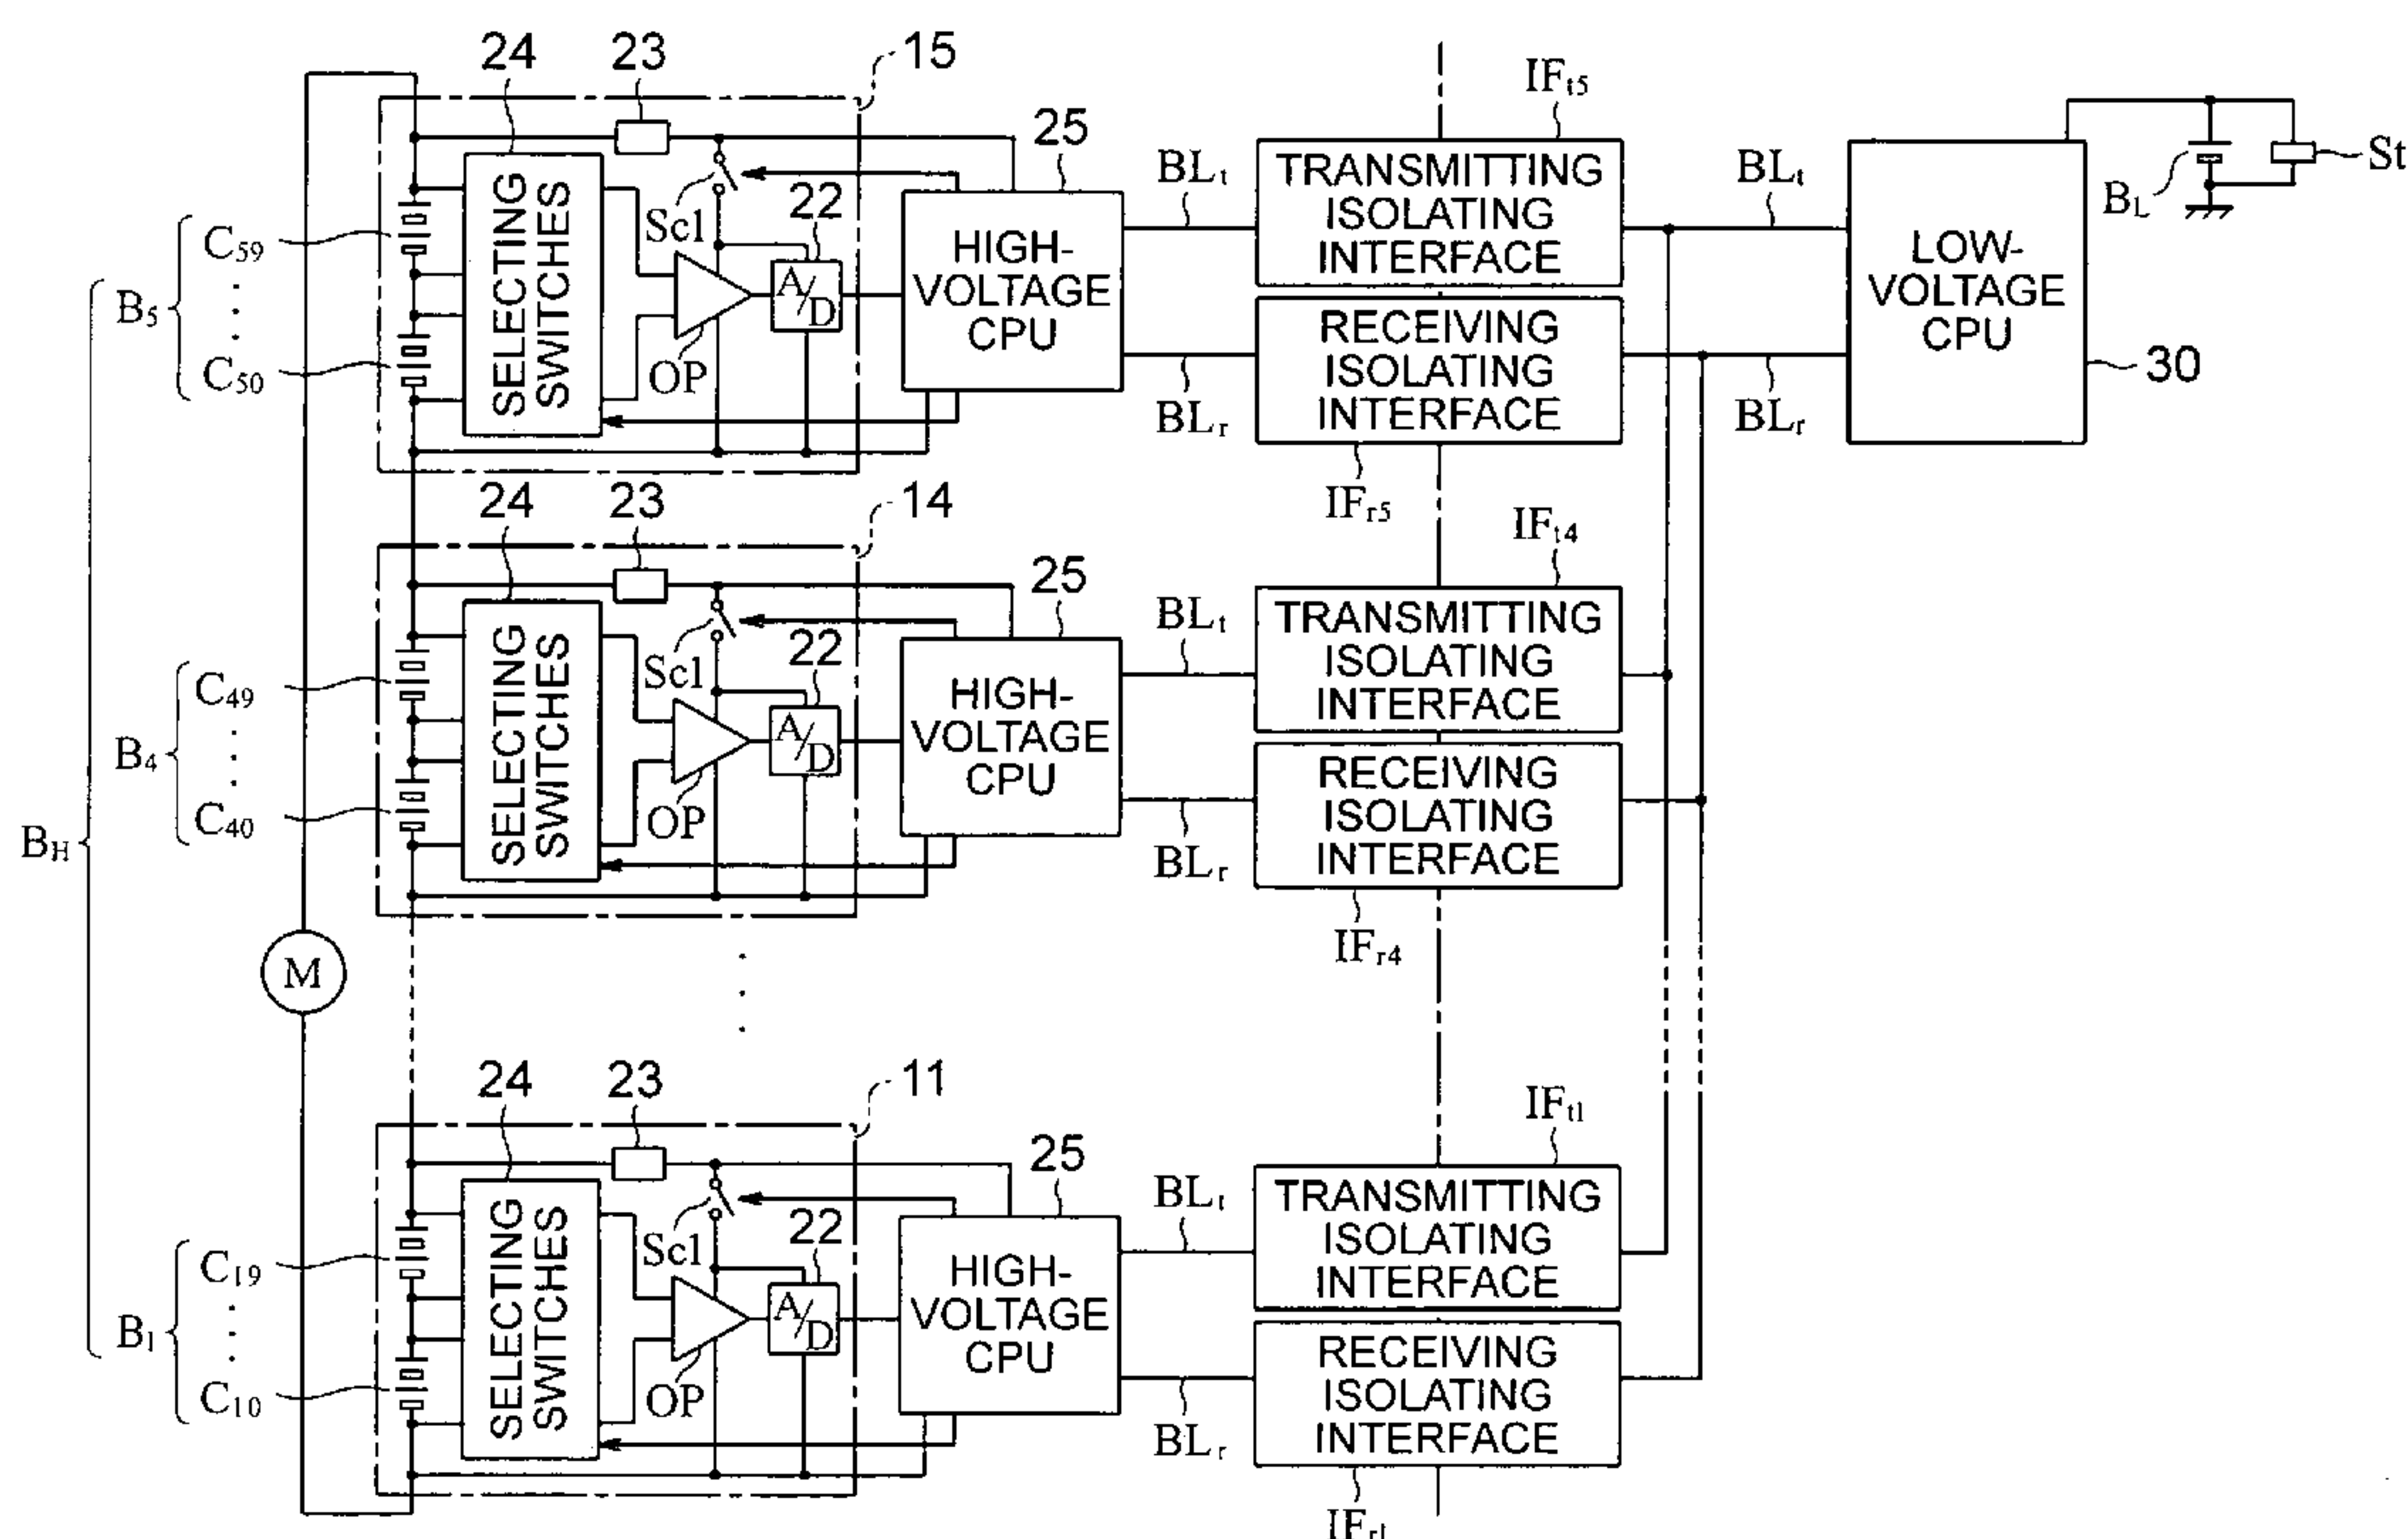 24
23
15
SELECTING
SWITCHES
Sc1
22
A/D
OP
25
HIGH-
VOLTAGE
CPU
BLt
BLr
IFt5
TRANSMITTING
ISOLATING
INTERFACE
RECEIVING
ISOLATING
INTERFACE
IFr5
BLt
BLr
LOW-
VOLTAGE
CPU
30
BL
St
C59
B5
C50
24
23
14
SELECTING
SWITCHES
Sc1
22
A/D
OP
25
HIGH-
VOLTAGE
CPU
BLt
BLr
IFt4
TRANSMITTING
ISOLATING
INTERFACE
RECEIVING
ISOLATING
INTERFACE
IFr4
C49
B4
C40
BH
M
24
23
11
SELECTING
SWITCHES
Sc1
22
A/D
OP
25
HIGH-
VOLTAGE
CPU
BLt
BLr
IFt1
TRANSMITTING
ISOLATING
INTERFACE
RECEIVING
ISOLATING
INTERFACE
IFr1
C19
B1
C10